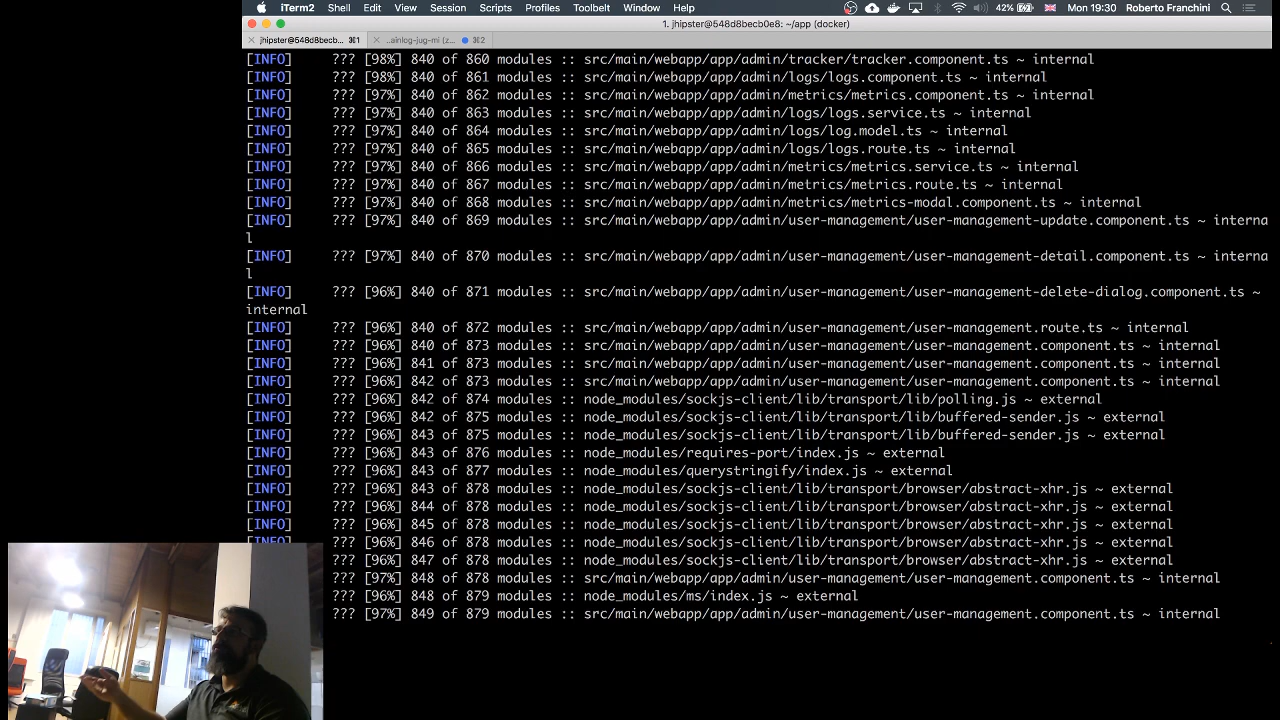 iTerm2 Shell Edit View Session Scripts Profiles Toolbelt Window Help 42% Mon 19:30 Roberto Franchini
1. jhipster@548d8becb0e8: ~/app (docker)
jhipster@548d8becb... ⌘1 ..ainlog-jug-mi (z... ⌘2
[INFO] ??? [98%] 840 of 860 modules :: src/main/webapp/app/admin/tracker/tracker.component.ts ~ internal
[INFO] ??? [98%] 840 of 861 modules :: src/main/webapp/app/admin/logs/logs.component.ts ~ internal
[INFO] ??? [97%] 840 of 862 modules :: src/main/webapp/app/admin/metrics/metrics.component.ts ~ internal
[INFO] ??? [97%] 840 of 863 modules :: src/main/webapp/app/admin/logs/logs.service.ts ~ internal
[INFO] ??? [97%] 840 of 864 modules :: src/main/webapp/app/admin/logs/log.model.ts ~ internal
[INFO] ??? [97%] 840 of 865 modules :: src/main/webapp/app/admin/logs/logs.route.ts ~ internal
[INFO] ??? [97%] 840 of 866 modules :: src/main/webapp/app/admin/metrics/metrics.service.ts ~ internal
[INFO] ??? [97%] 840 of 867 modules :: src/main/webapp/app/admin/metrics/metrics.route.ts ~ internal
[INFO] ??? [97%] 840 of 868 modules :: src/main/webapp/app/admin/metrics/metrics-modal.component.ts ~ internal
[INFO] ??? [97%] 840 of 869 modules :: src/main/webapp/app/admin/user-management/user-management-update.component.ts ~ interna
l
[INFO] ??? [97%] 840 of 870 modules :: src/main/webapp/app/admin/user-management/user-management-detail.component.ts ~ interna
l
[INFO] ??? [96%] 840 of 871 modules :: src/main/webapp/app/admin/user-management/user-management-delete-dialog.component.ts ~
internal
[INFO] ??? [96%] 840 of 872 modules :: src/main/webapp/app/admin/user-management/user-management.route.ts ~ internal
[INFO] ??? [96%] 840 of 873 modules :: src/main/webapp/app/admin/user-management/user-management.component.ts ~ internal
[INFO] ??? [96%] 841 of 873 modules :: src/main/webapp/app/admin/user-management/user-management.component.ts ~ internal
[INFO] ??? [96%] 842 of 873 modules :: src/main/webapp/app/admin/user-management/user-management.component.ts ~ internal
[INFO] ??? [96%] 842 of 874 modules :: node_modules/sockjs-client/lib/transport/lib/polling.js ~ external
[INFO] ??? [96%] 842 of 875 modules :: node_modules/sockjs-client/lib/transport/lib/buffered-sender.js ~ external
[INFO] ??? [96%] 843 of 875 modules :: node_modules/sockjs-client/lib/transport/lib/buffered-sender.js ~ external
[INFO] ??? [96%] 843 of 876 modules :: node_modules/requires-port/index.js ~ external
[INFO] ??? [96%] 843 of 877 modules :: node_modules/querystringify/index.js ~ external
[INFO] ??? [96%] 843 of 878 modules :: node_modules/sockjs-client/lib/transport/browser/abstract-xhr.js ~ external
[INFO] ??? [96%] 844 of 878 modules :: node_modules/sockjs-client/lib/transport/browser/abstract-xhr.js ~ external
[INFO] ??? [96%] 845 of 878 modules :: node_modules/sockjs-client/lib/transport/browser/abstract-xhr.js ~ external
[INFO] ??? [96%] 846 of 878 modules :: node_modules/sockjs-client/lib/transport/browser/abstract-xhr.js ~ external
??? [96%] 847 of 878 modules :: node_modules/sockjs-client/lib/transport/browser/abstract-xhr.js ~ external
??? [97%] 848 of 878 modules :: src/main/webapp/app/admin/user-management/user-management.component.ts ~ internal
??? [96%] 848 of 879 modules :: node_modules/ms/index.js ~ external
??? [97%] 849 of 879 modules :: src/main/webapp/app/admin/user-management/user-management.component.ts ~ internal